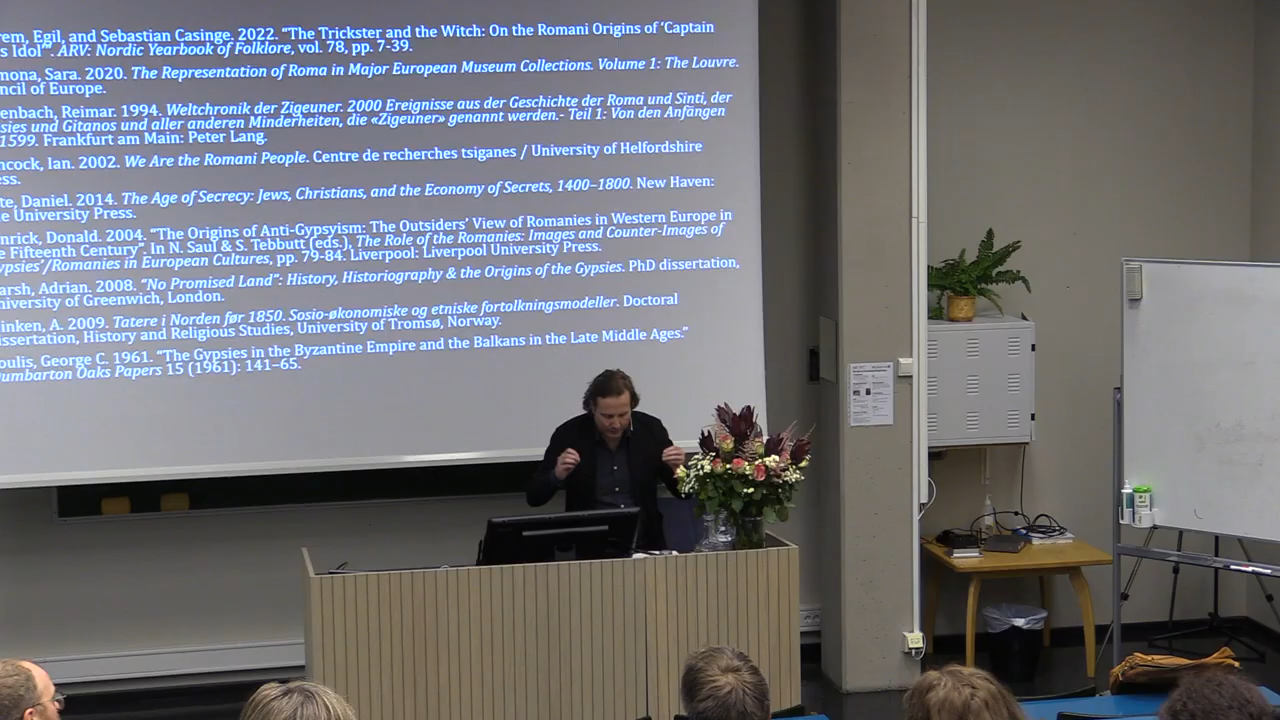 rem, Egil, and Sebastian Casinge. 2022. “The Trickster and the Witch: On the Romani Origins of ‘Captain
s Idol’”. ARV: Nordic Yearbook of Folklore, vol. 78, pp. 7-39.
mona, Sara. 2020. The Representation of Roma in Major European Museum Collections. Volume 1: The Louvre.
ncil of Europe.
enbach, Reimar. 1994. Weltchronik der Zigeuner. 2000 Ereignisse aus der Geschichte der Roma und Sinti, der
sies und Gitanos und aller anderen Minderheiten, die «Zigeuner» genannt werden.- Teil 1: Von den Anfängen
1599. Frankfurt am Main: Peter Lang.
ncock, Ian. 2002. We Are the Romani People. Centre de recherches tsiganes / University of Helfordshire
ess.
te, Daniel. 2014. The Age of Secrecy: Jews, Christians, and the Economy of Secrets, 1400–1800. New Haven:
le University Press.
nrick, Donald. 2004. “The Origins of Anti-Gypsyism: The Outsiders’ View of Romanies in Western Europe in
e Fifteenth Century”. In N. Saul & S. Tebbutt (eds.), The Role of the Romanies: Images and Counter-Images of
ypsies’/Romanies in European Cultures, pp. 79-84. Liverpool: Liverpool University Press.
arsh, Adrian. 2008. “No Promised Land”: History, Historiography & the Origins of the Gypsies. PhD dissertation,
niversity of Greenwich, London.
inken, A. 2009. Tatere i Norden før 1850. Sosio-økonomiske og etniske fortolkningsmodeller. Doctoral
issertation, History and Religious Studies, University of Tromsø, Norway.
oulis, George C. 1961. “The Gypsies in the Byzantine Empire and the Balkans in the Late Middle Ages.”
umbarton Oaks Papers 15 (1961): 141–65.